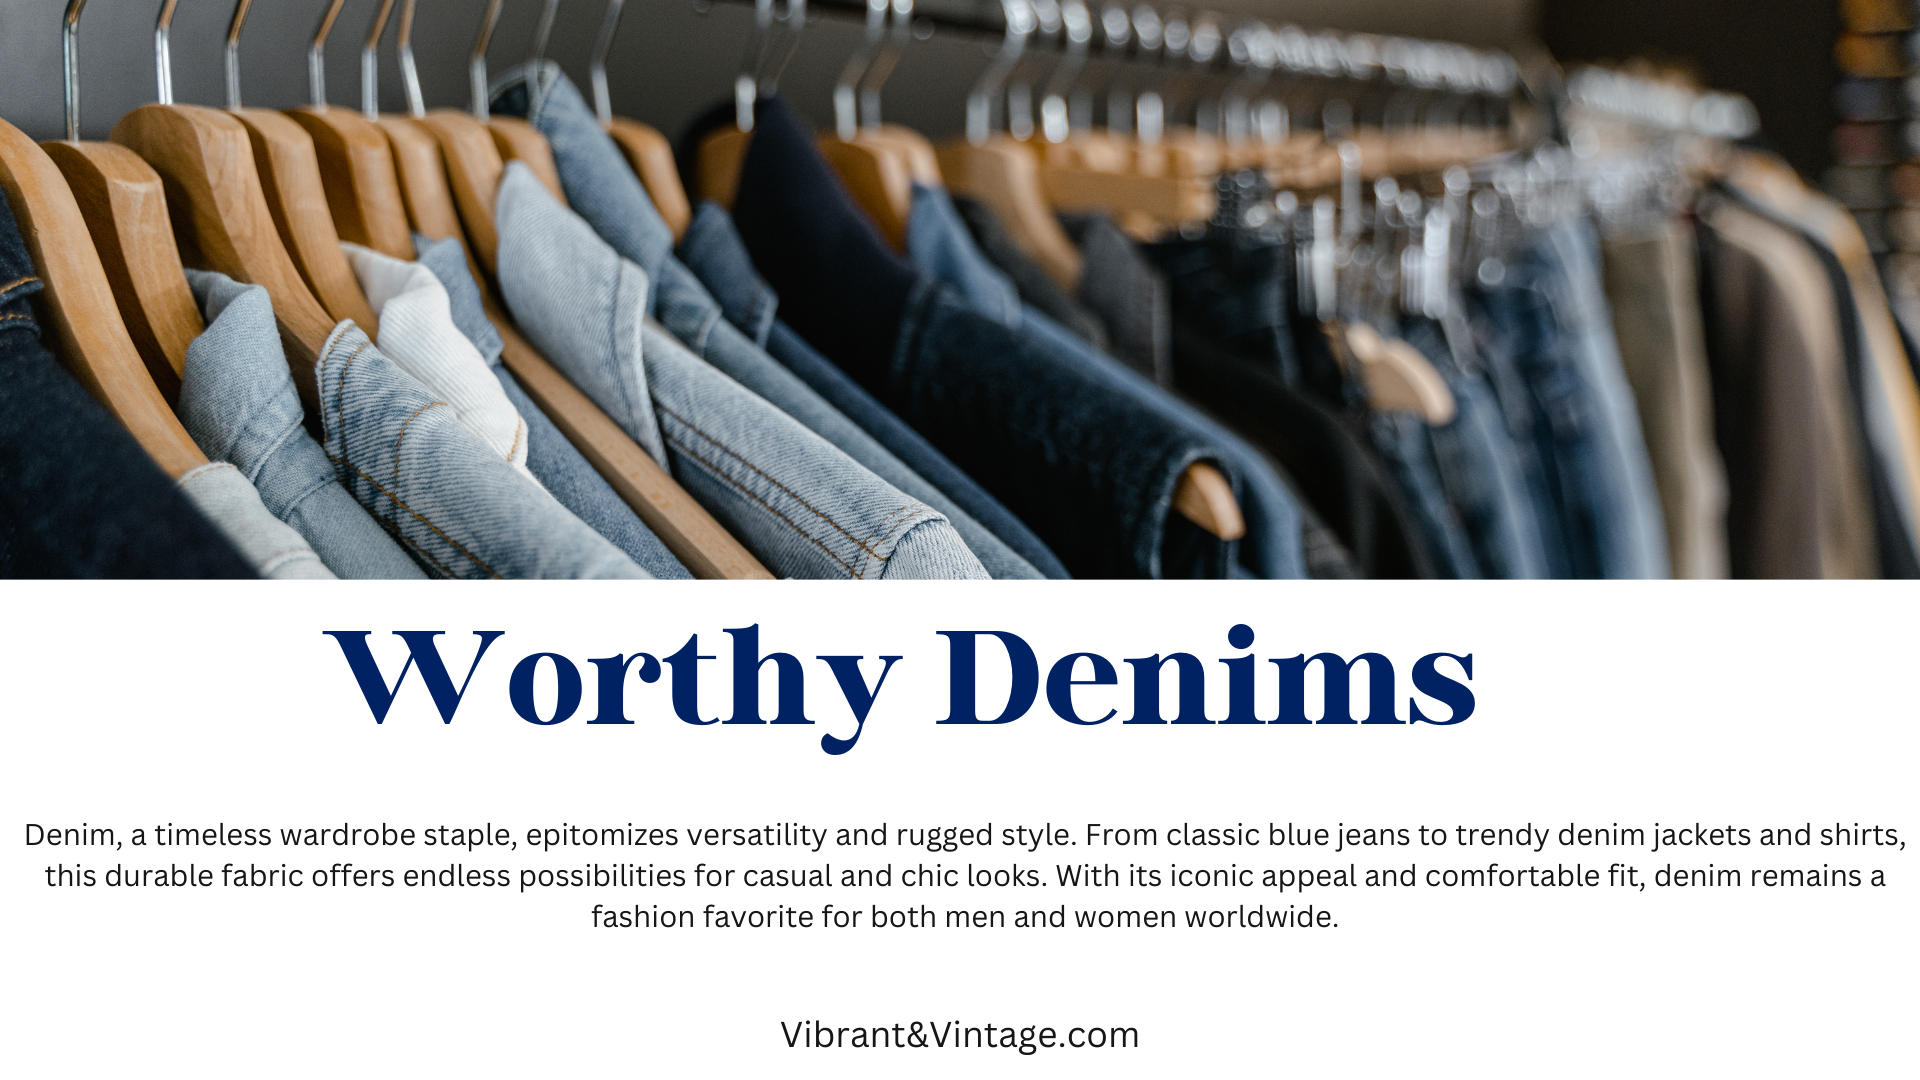 Worthy Denims
Denim, a timeless wardrobe staple, epitomizes versatility and rugged style. From classic blue jeans to trendy denim jackets and shirts,
this durable fabric offers endless possibilities for casual and chic looks. With its iconic appeal and comfortable fit, denim remains a
fashion favorite for both men and women worldwide.
Vibrant&Vintage.com